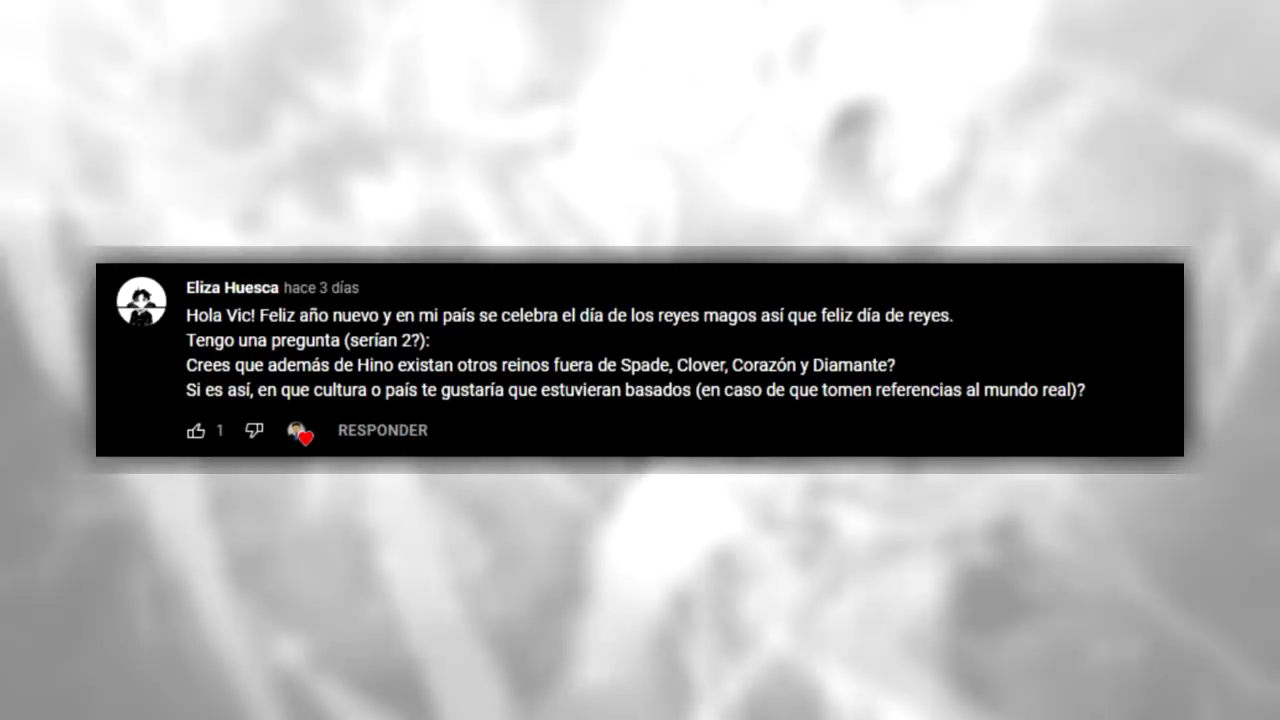 Eliza Huesca hace 3 días
Hola Vic! Feliz año nuevo y en mi país se celebra el día de los reyes magos así que feliz día de reyes.
Tengo una pregunta (serían 2?):
Crees que además de Hino existan otros reinos fuera de Spade, Clover, Corazón y Diamante?
Si es así, en que cultura o país te gustaría que estuvieran basados (en caso de que tomen referencias al mundo real)?
1 RESPONDER